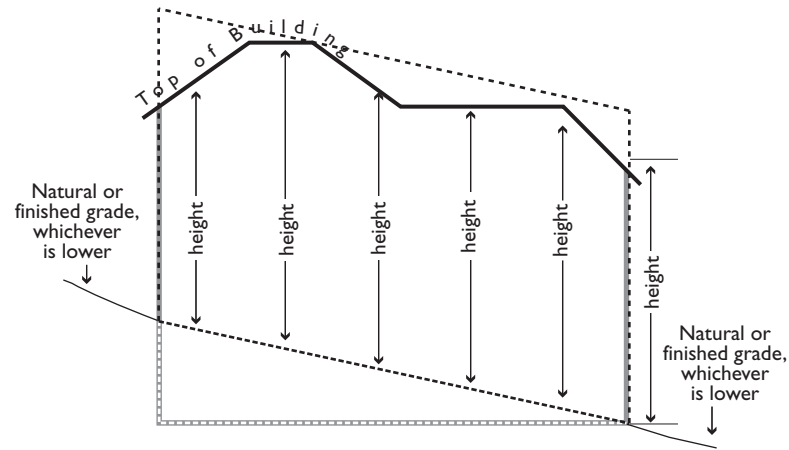 Top of Building
Natural or
finished grade,
whichever
is lower
height
height
height
height
height
height
Natural or
finished grade,
whichever
is lower